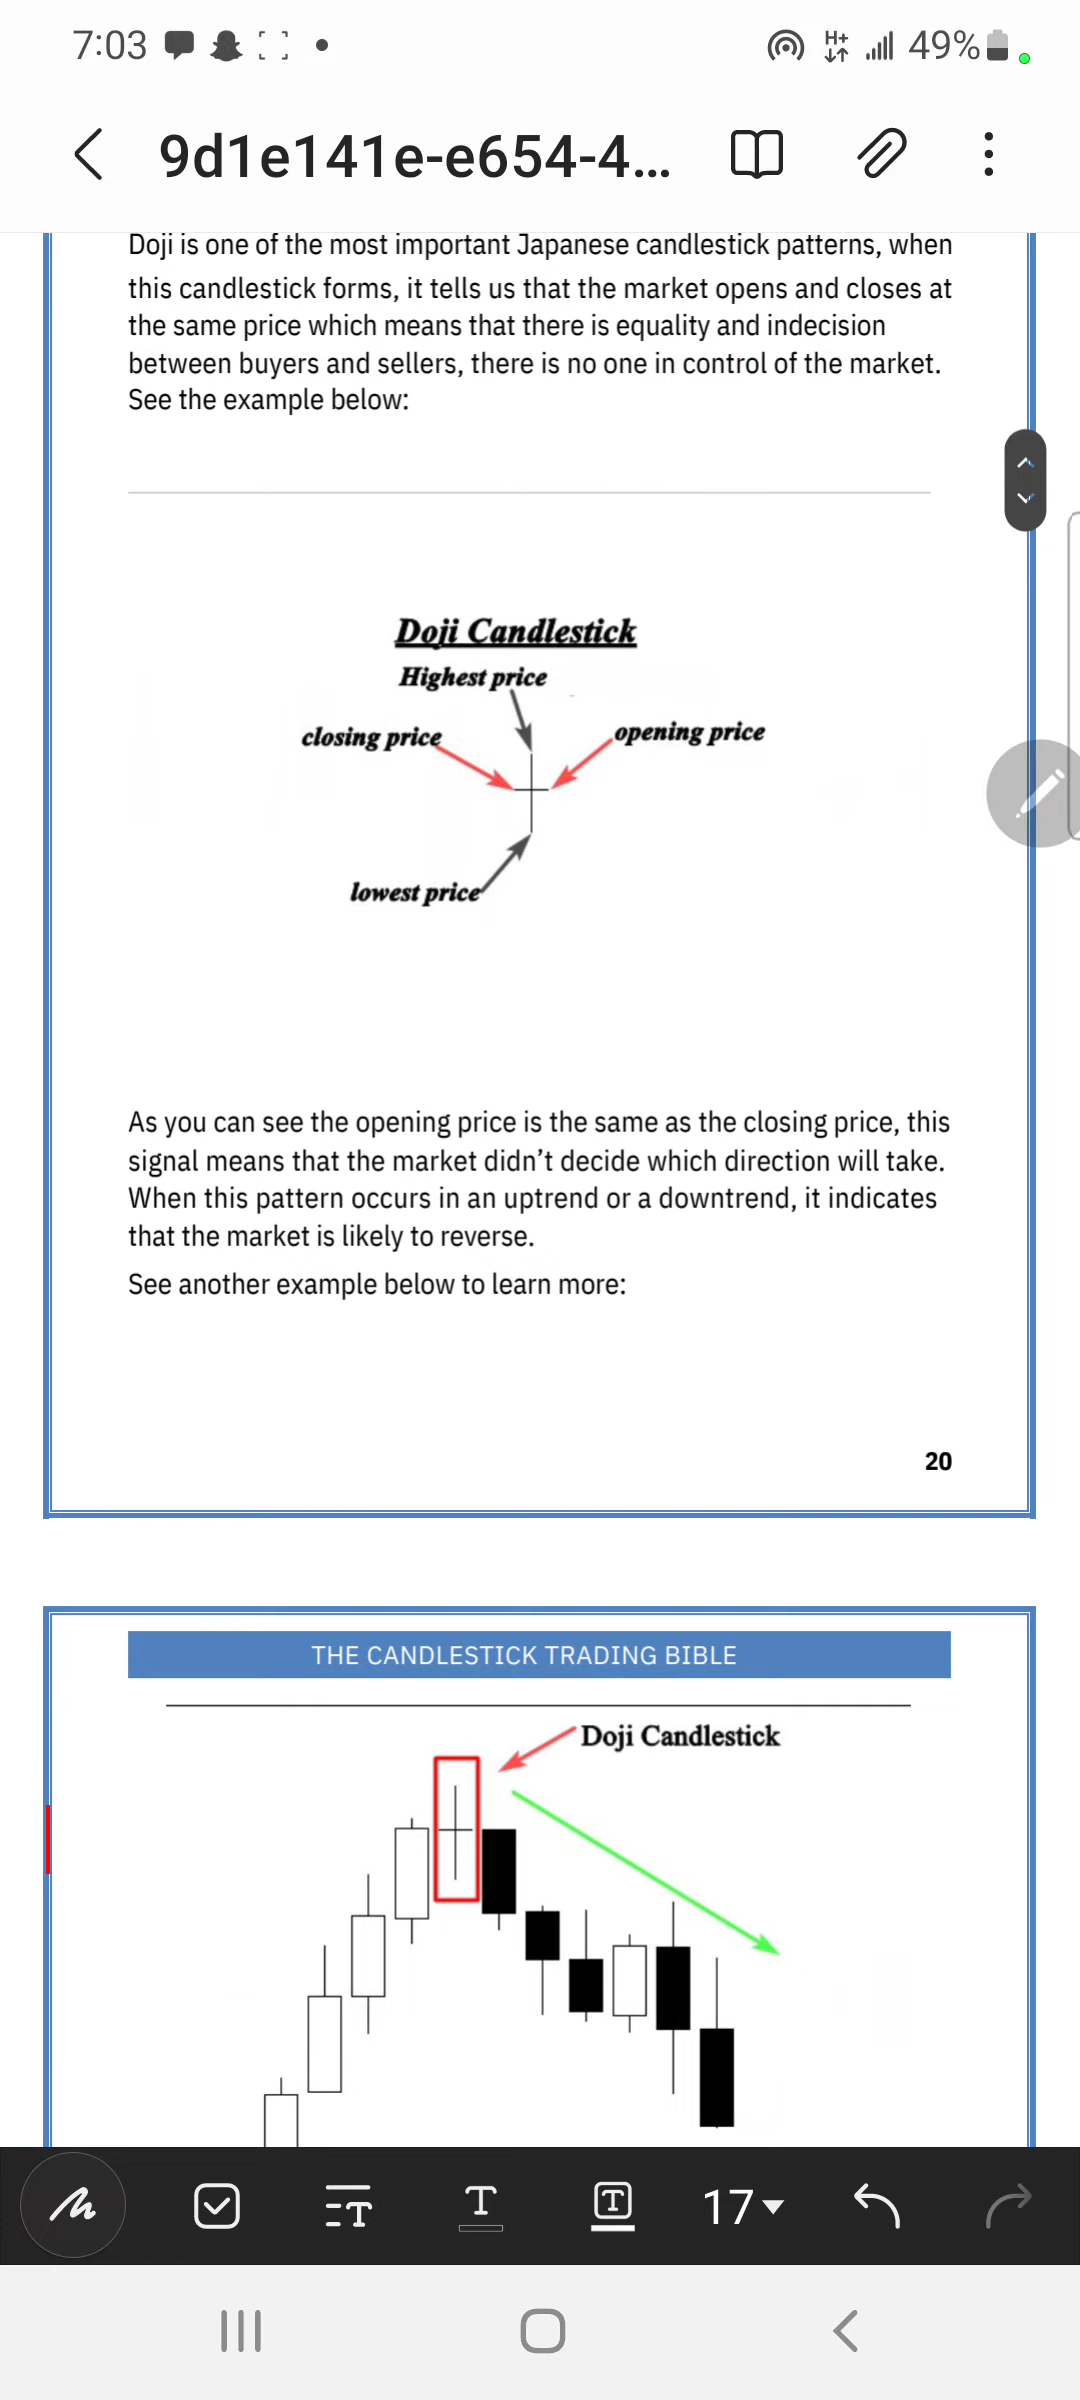 7:03
H+
49%
9d1e141e-e654-4...
Doji is one of the most important Japanese candlestick patterns, when
this candlestick forms, it tells us that the market opens and closes at
the same price which means that there is equality and indecision
between buyers and sellers, there is no one in control of the market.
See the example below:
Doji Candlestick
Highest price
closing price
opening price
lowest price
As you can see the opening price is the same as the closing price, this
signal means that the market didn’t decide which direction will take.
When this pattern occurs in an uptrend or a downtrend, it indicates
that the market is likely to reverse.
See another example below to learn more:
20
THE CANDLESTICK TRADING BIBLE
Doji Candlestick
T
T
T
17